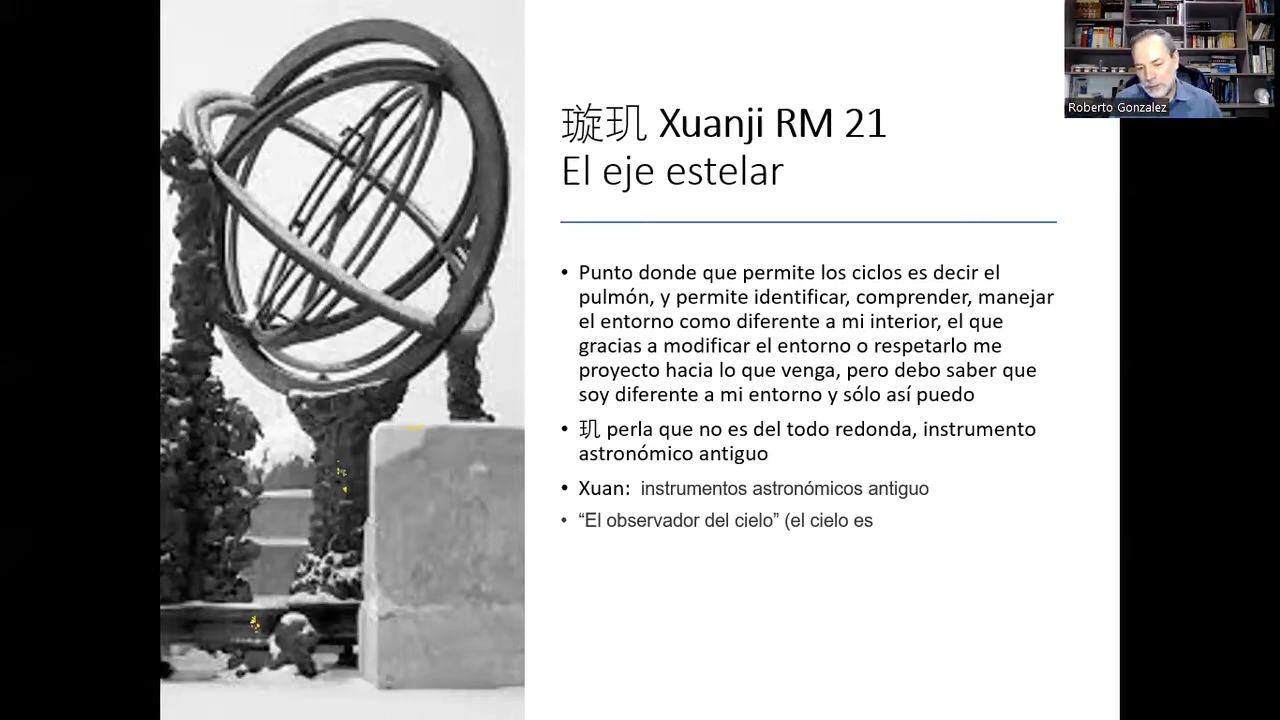 璇玑 Xuanji RM 21
El eje estelar
• Punto donde que permite los ciclos es decir el
pulmón, y permite identificar, comprender, manejar
el entorno como diferente a mi interior, el que
gracias a modificar el entorno o respetarlo me
proyecto hacia lo que venga, pero debo saber que
soy diferente a mi entorno y sólo así puedo
• 玑 perla que no es del todo redonda, instrumento
astronómico antiguo
• Xuan: instrumentos astronómicos antiguo
• “El observador del cielo” (el cielo es
Roberto Gonzalez